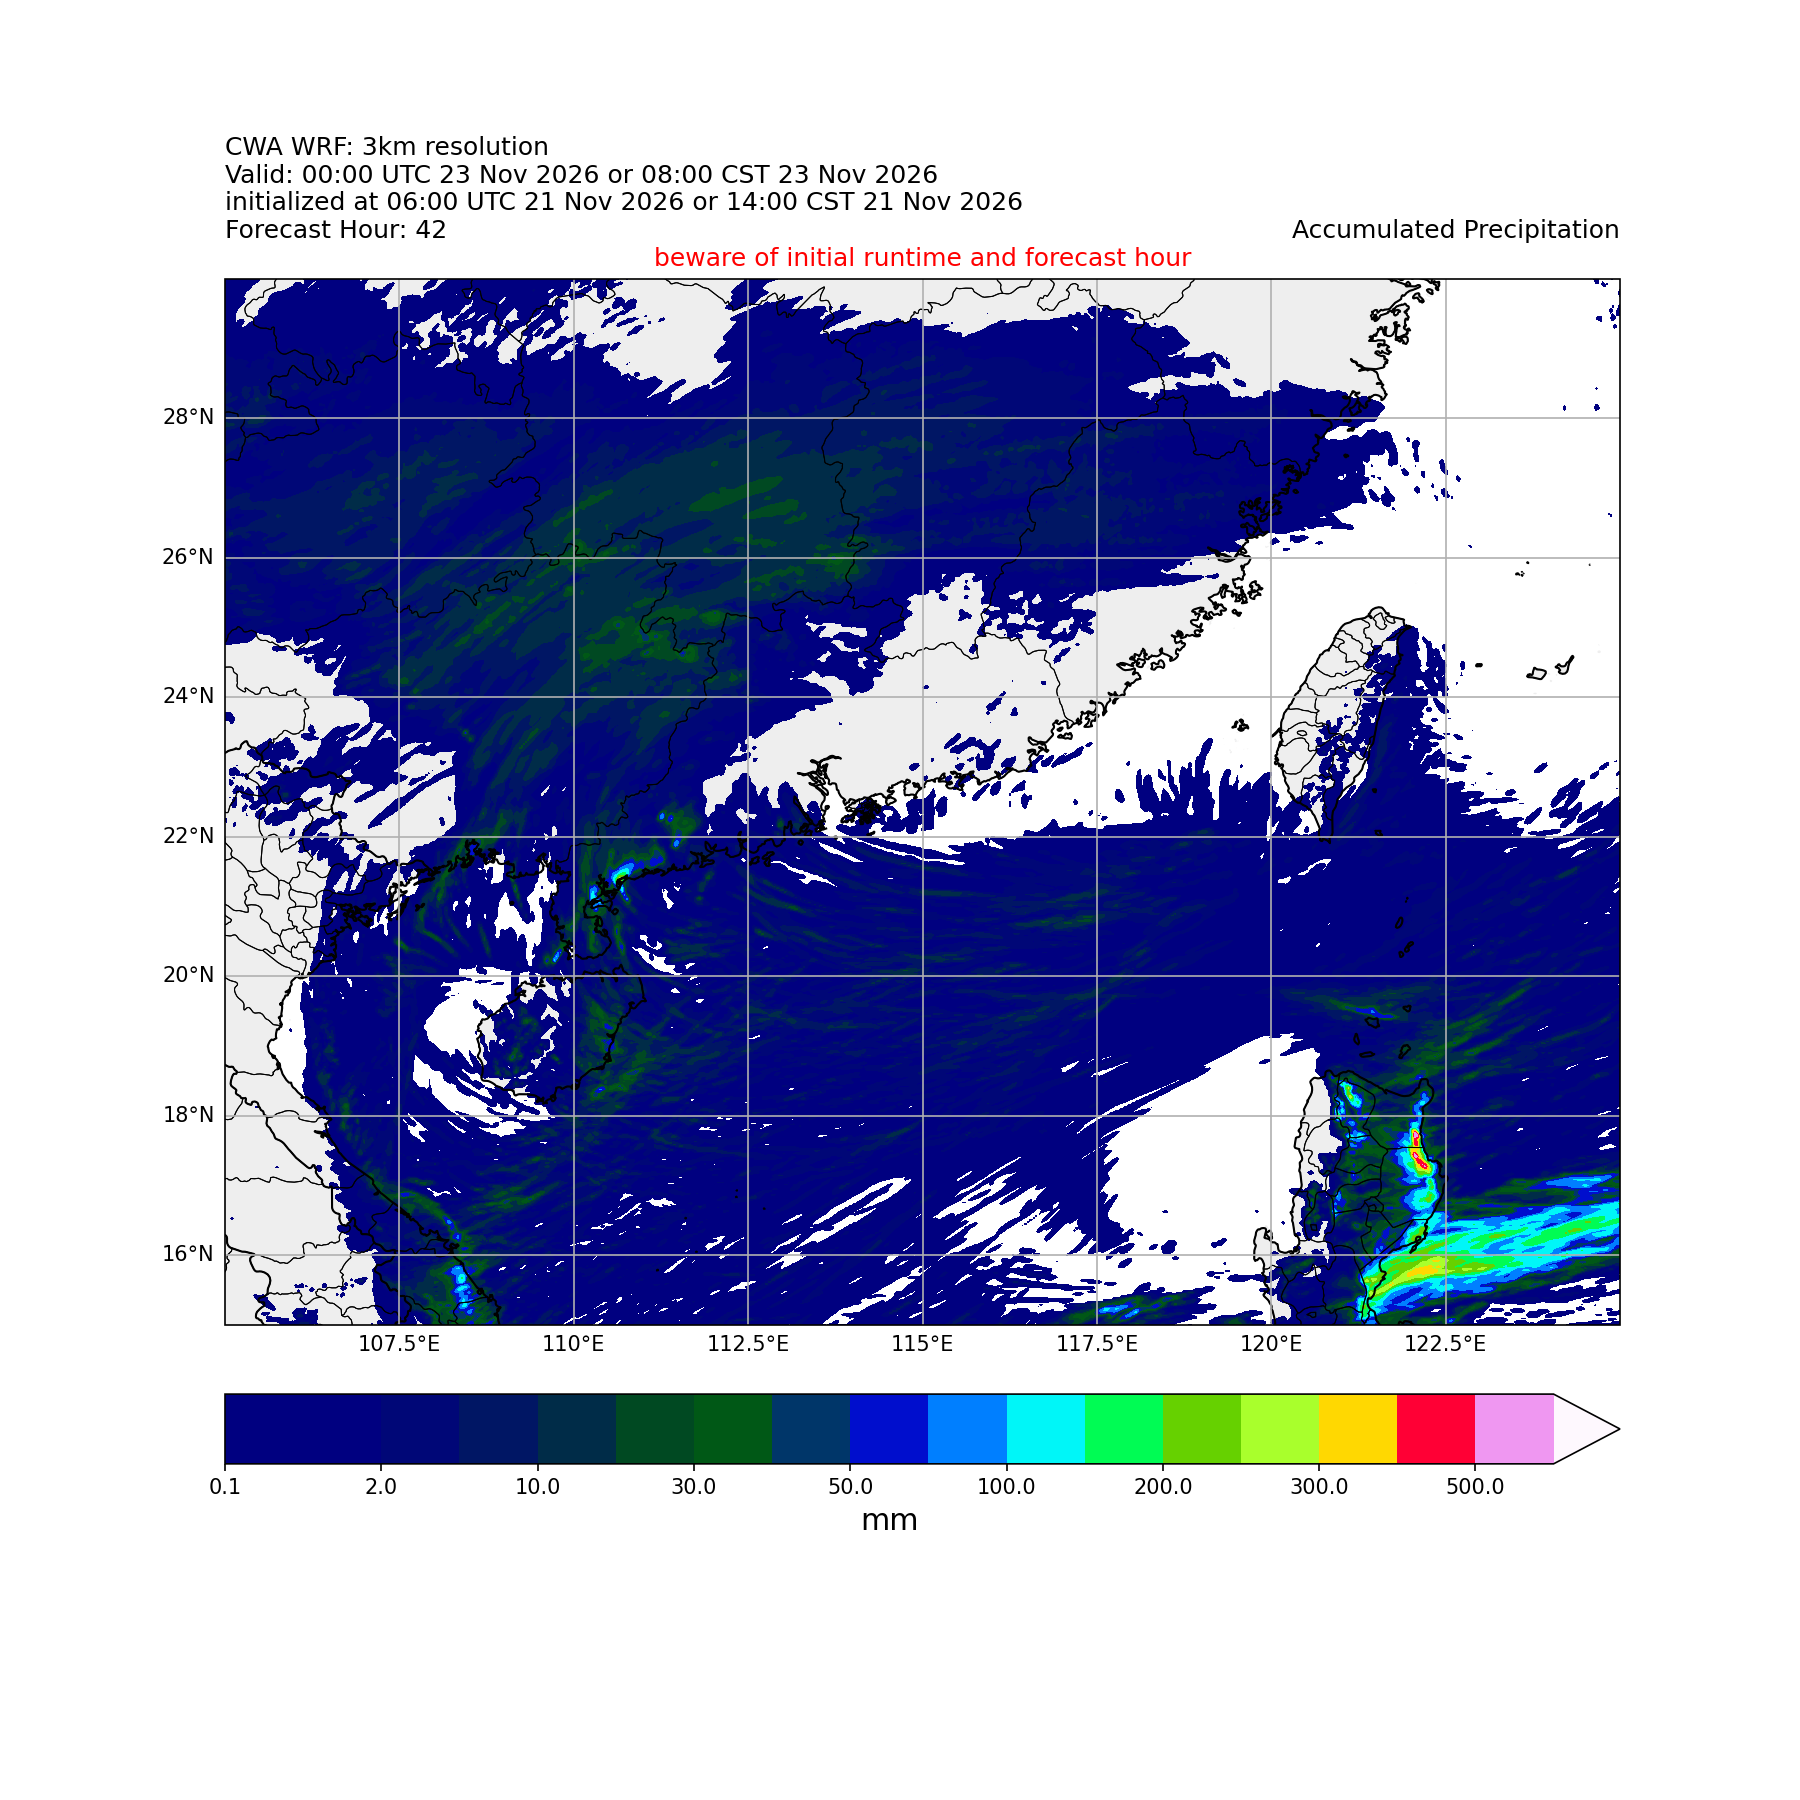 CWA WRF: 3km resolution
Valid: 00:00 UTC 23 Nov 2026 or 08:00 CST 23 Nov 2026
initialized at 06:00 UTC 21 Nov 2026 or 14:00 CST 21 Nov 2026
Forecast Hour: 42
Accumulated Precipitation
beware of initial runtime and forecast hour
28°N
26°N
24°N
22°N
20°N
18°N
16°N
107.5°E 110°E 112.5°E 115°E 117.5°E 120°E 122.5°E
0.1 2.0 10.0 30.0 50.0 100.0 200.0 300.0 500.0
mm